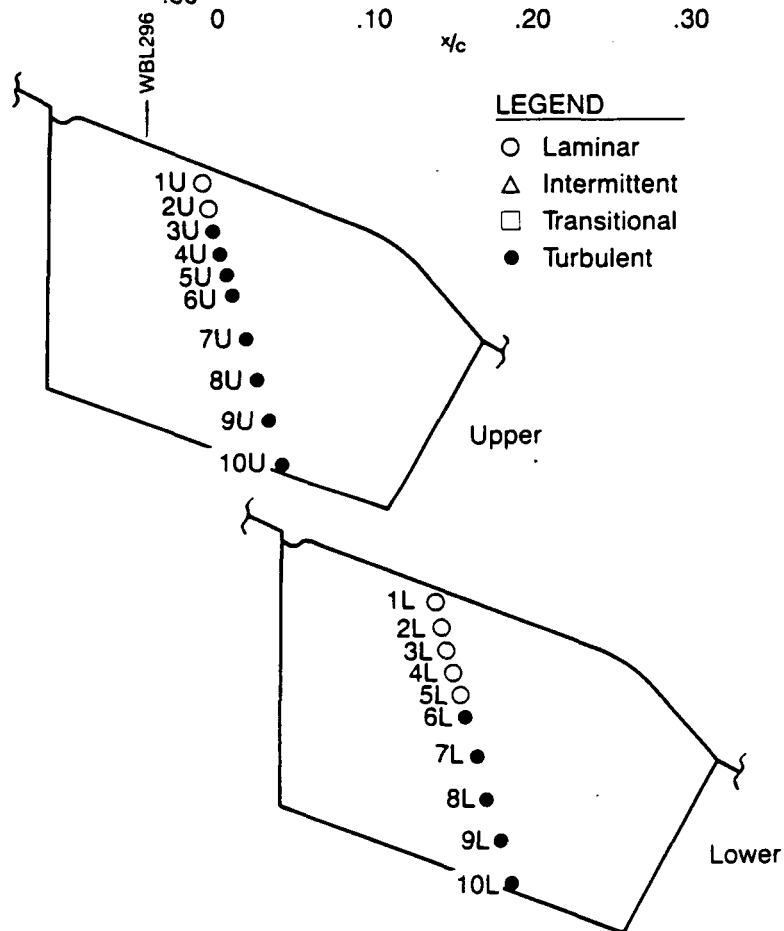 0 .10 .20 .30
x/c
WBL296
LEGEND
○ Laminar
△ Intermittent
□ Transitional
● Turbulent
1U
2U
3U
4U
5U
6U
7U
8U
9U
10U
Upper
1L
2L
3L
4L
5L
6L
7L
8L
9L
10L
Lower